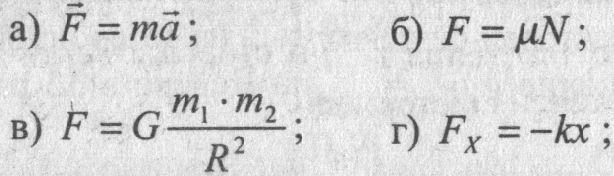 а) F⃗ = ma⃗ ; б) F = μN ;
в) F = G (m₁ · m₂)/R² ; г) Fₓ = −kx ;